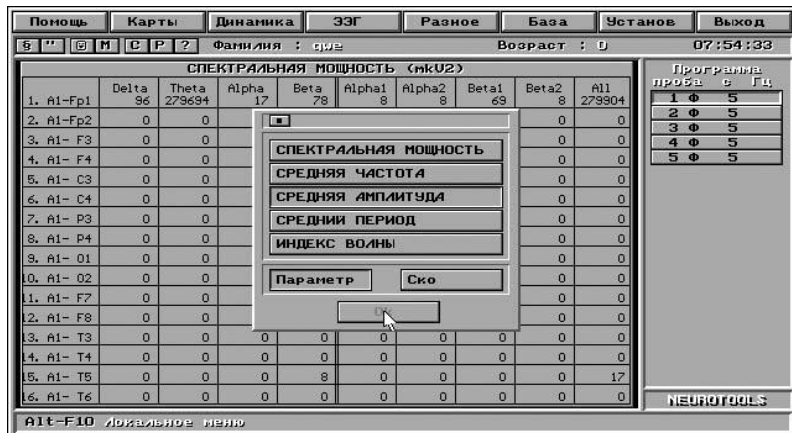 Помощь Карты Динамика ЭЭГ Разное База Установ Выход
§ " M C P ? Фамилия : qwe Возраст : 0 07:54:33
СПЕКТРАЛЬНАЯ МОЩНОСТЬ (mkV2)
Delta Theta Alpha Beta Alpha1 Alpha2 Beta1 Beta2 All
1. A1-Fp1 96 279694 17 78 8 8 69 8 279904
2. A1-Fp2 0 0 0 0
3. A1- F3 0 0 0 0
4. A1- F4 0 0 0 0
5. A1- C3 0 0 0 0
6. A1- C4 0 0 0 0
7. A1- P3 0 0 0 0
8. A1- P4 0 0 0 0
9. A1- O1 0 0 0 0
10. A1- O2 0 0 0 0
11. A1- F7 0 0 0 0
12. A1- F8 0 0 0 0
13. A1- T3 0 0 0 0 0 0 0 0 0
14. A1- T4 0 0 0 0 0 0 0 0 0
15. A1- T5 0 0 0 8 0 0 0 0 17
16. A1- T6 0 0 0 0 0 0 0 0 0
СПЕКТРАЛЬНАЯ МОЩНОСТЬ
СРЕДНЯЯ ЧАСТОТА
СРЕДНЯЯ АМПЛИТУДА
СРЕДНИЙ ПЕРИОД
ИНДЕКС ВОЛНЫ
Параметр Ско
Программа
проба с Гц
1 Ф 5
2 Ф 5
3 Ф 5
4 Ф 5
5 Ф 5
NEUROTOOLS
Alt-F10 Локальное меню